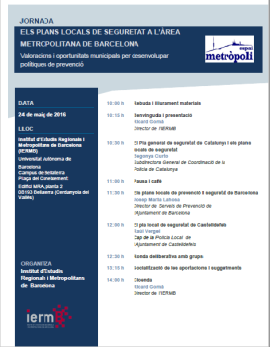 JORNADA
ELS PLANS LOCALS DE SEGURETAT A L'ÀREA
METROPOLITANA DE BARCELONA
Valoracions i oportunitats municipals per desenvolupar
polítiques de prevenció
espai
metròpoli
DATA
24 de maig de 2016
LLOC
Institut d'Estudis Regionals i
Metropolitans de Barcelona
(IERMB)
Universitat autònoma de
Barcelona
Campus de Bellaterra
Plaça del Coneixement
Edifici MRA, planta 2
08193 Bellaterra (Cerdanyola del
Vallès)
ORGANITZA
Institut d'Estudis
Regionals i Metropolitans
de Barcelona
iermb
10:00 h Rebuda i lliurament materials
Benvinguda i presentació
Ricard Gomà
Director de l'IERMB
10:30 h El Pla general de seguretat de Catalunya i els plans
locals de seguretat
Begonya Curto
Subdirectora General de Coordinació de la
Policia de Catalunya
11:00 h Pausa i cafè
11:30 h Els plans locals de prevenció i seguretat de Barcelona
Josep Maria Lahosa
Director de Serveis de Prevenció de
l'Ajuntament de Barcelona
12:00 h El pla local de seguretat de Castelldefels
Raúl Verget
Cap de la Policia Local de
l'Ajuntament de Castelldefels
12:30 h Ronda deliberativa amb grups
Socialització de les aportacions i suggeriments
Cloenda
Ricard Gomà
Director de l'IERMB